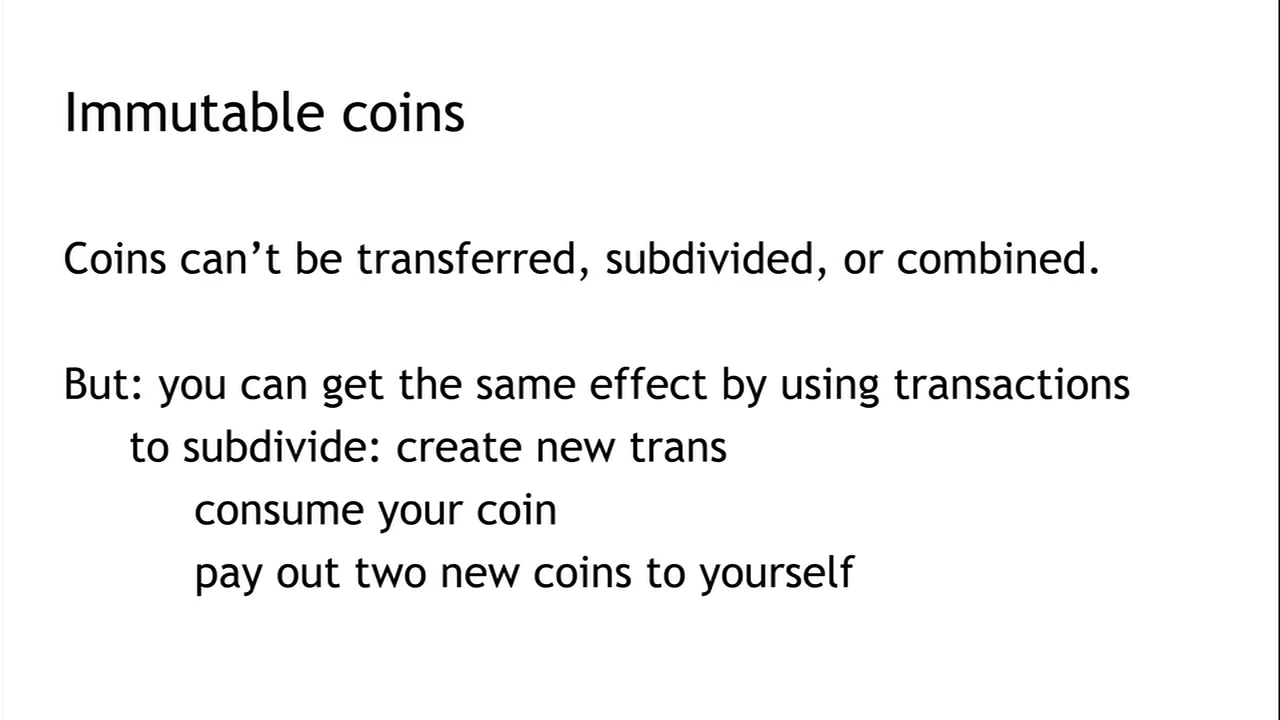 Immutable coins
Coins can’t be transferred, subdivided, or combined.
But: you can get the same effect by using transactions
to subdivide: create new trans
consume your coin
pay out two new coins to yourself